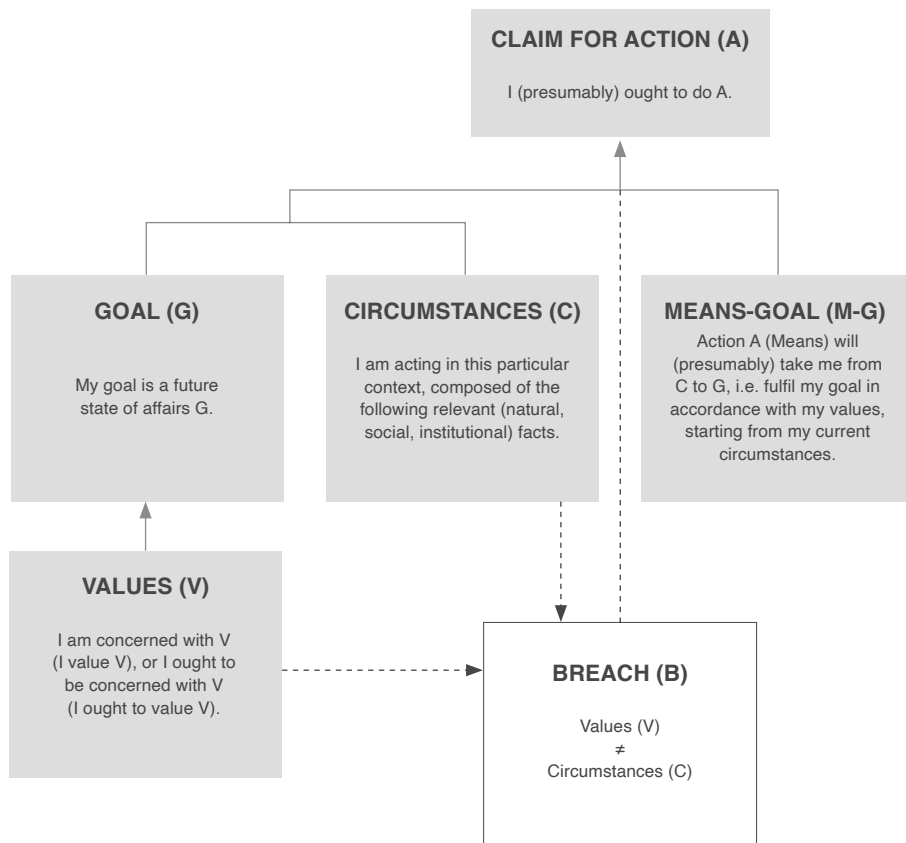 CLAIM FOR ACTION (A)
I (presumably) ought to do A.
GOAL (G)
My goal is a future
state of affairs G.
CIRCUMSTANCES (C)
I am acting in this particular
context, composed of the
following relevant (natural,
social, institutional) facts.
MEANS-GOAL (M-G)
Action A (Means) will
(presumably) take me from
C to G, i.e. fulfil my goal in
accordance with my values,
starting from my current
circumstances.
VALUES (V)
I am concerned with V
(I value V), or I ought to
be concerned with V
(I ought to value V).
BREACH (B)
Values (V)
≠
Circumstances (C)